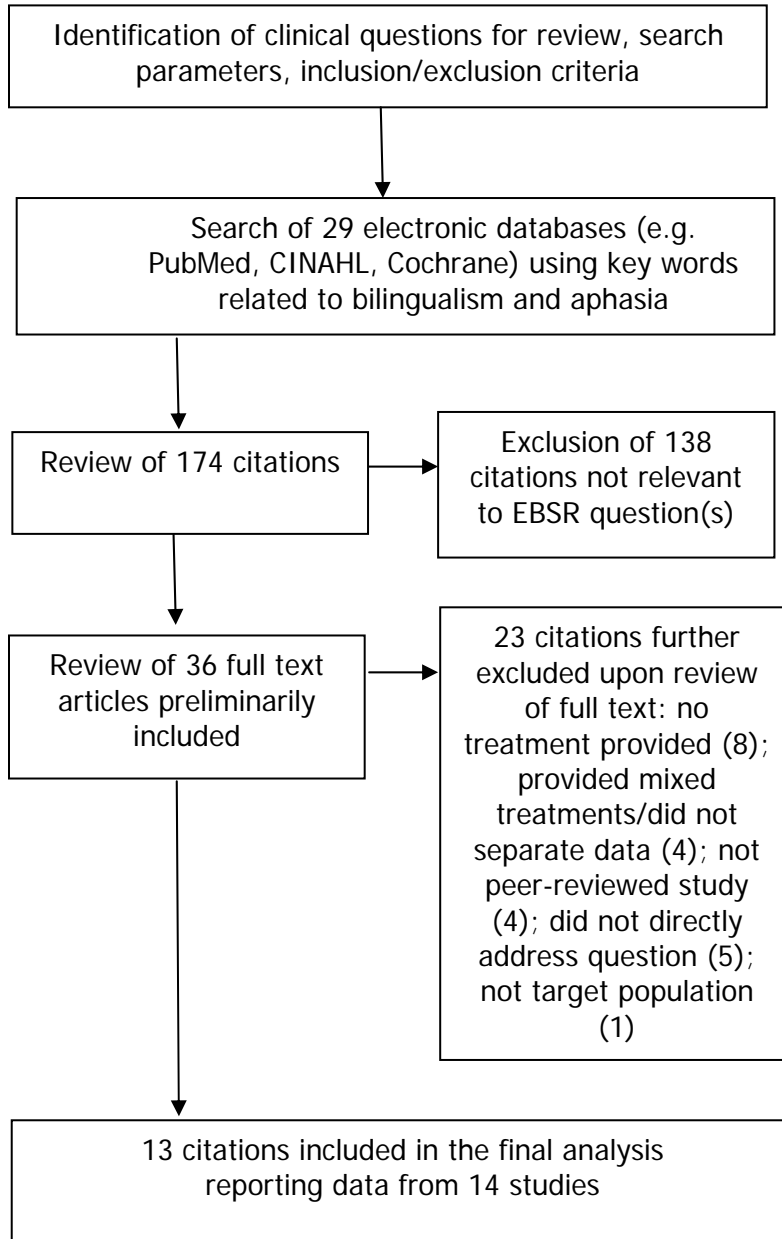 Identification of clinical questions for review, search
parameters, inclusion/exclusion criteria
Search of 29 electronic databases (e.g.
PubMed, CINAHL, Cochrane) using key words
related to bilingualism and aphasia
Review of 174 citations
Exclusion of 138
citations not relevant
to EBSR question(s)
Review of 36 full text
articles preliminarily
included
23 citations further
excluded upon review
of full text: no
treatment provided (8);
provided mixed
treatments/did not
separate data (4); not
peer-reviewed study
(4); did not directly
address question (5);
not target population
(1)
13 citations included in the final analysis
reporting data from 14 studies